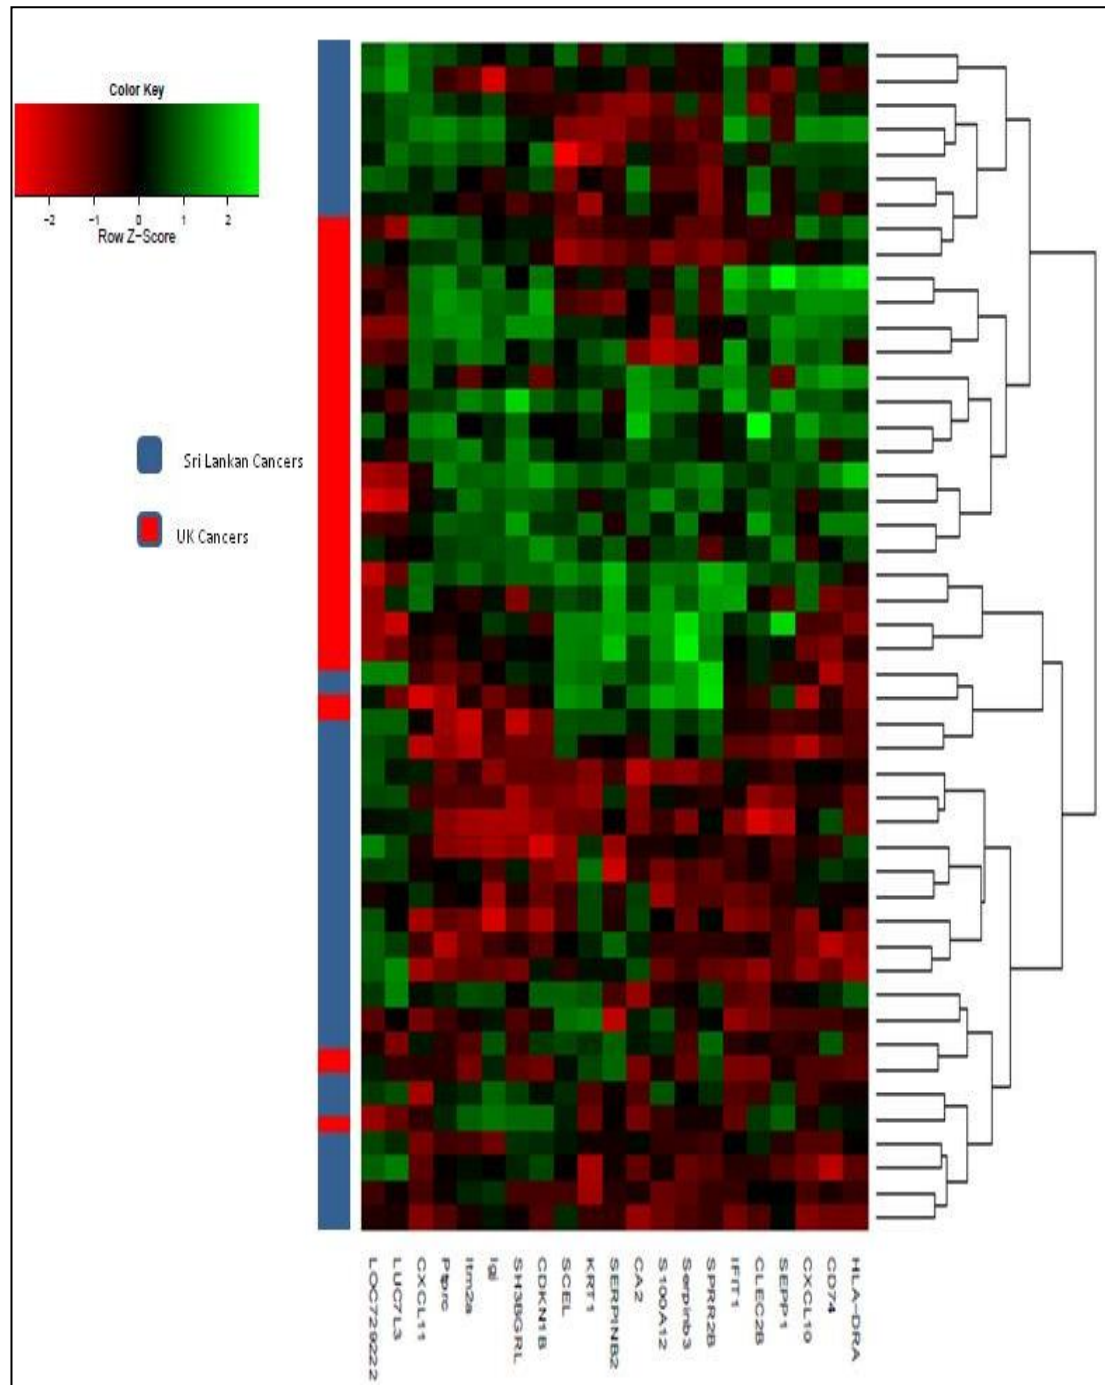 Color Key
−2 −1 0 1 2
Row Z−Score
Sri Lankan Cancers
UK Cancers
LOC729222
LUC7L3
CXCL11
Ptprc
Itm2a
Igj
SH3BGRL
CDKN1B
SCEL
KRT1
SERPINB2
CA2
S100A12
Serpinb3
SPRR2B
IFIT1
CLEC2B
SEPP1
CXCL10
CD74
HLA−DRA